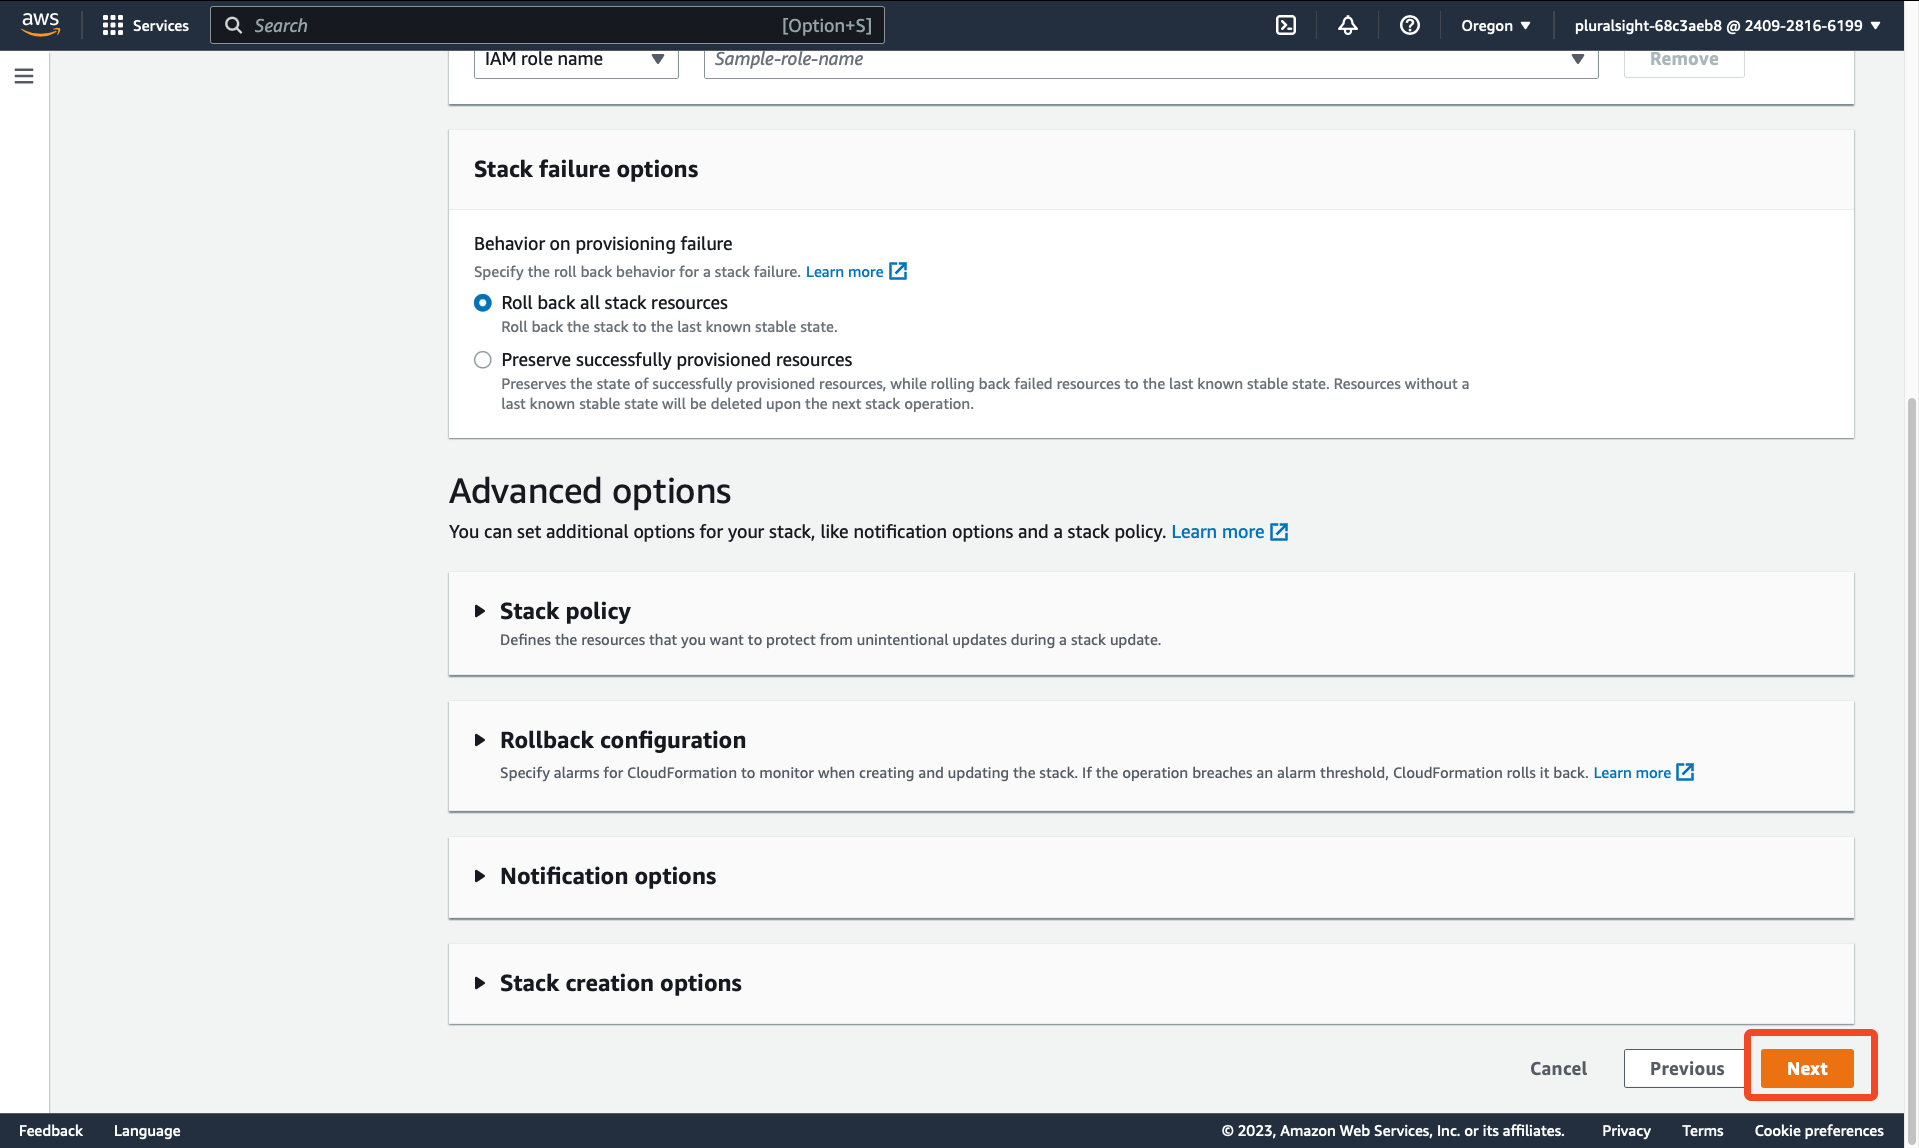 aws
Services
Search
[Option+S]
Oregon
pluralsight-68c3aeb8 @ 2409-2816-6199
IAM role name
Sample-role-name
Remove
Stack failure options
Behavior on provisioning failure
Specify the roll back behavior for a stack failure. Learn more
Roll back all stack resources
Roll back the stack to the last known stable state.
Preserve successfully provisioned resources
Preserves the state of successfully provisioned resources, while rolling back failed resources to the last known stable state. Resources without a
last known stable state will be deleted upon the next stack operation.
Advanced options
You can set additional options for your stack, like notification options and a stack policy. Learn more
Stack policy
Defines the resources that you want to protect from unintentional updates during a stack update.
Rollback configuration
Specify alarms for CloudFormation to monitor when creating and updating the stack. If the operation breaches an alarm threshold, CloudFormation rolls it back. Learn more
Notification options
Stack creation options
Cancel
Previous
Next
Feedback
Language
© 2023, Amazon Web Services, Inc. or its affiliates.
Privacy
Terms
Cookie preferences